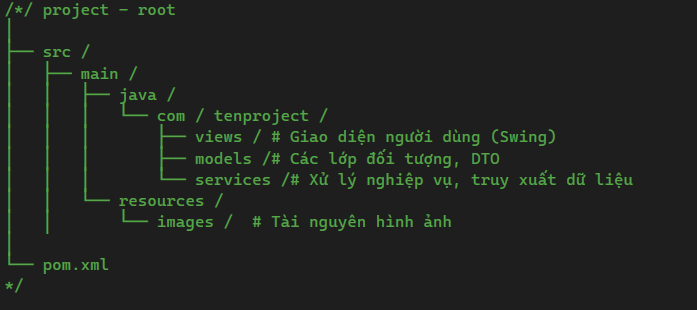 /*/ project - root
│
├── src /
│   ├── main /
│   │   ├── java /
│   │   │   └── com / tenproject /
│   │   │       ├── views / # Giao diện người dùng (Swing)
│   │   │       ├── models /# Các lớp đối tượng, DTO
│   │   │       └── services /# Xử lý nghiệp vụ, truy xuất dữ liệu
│   │   └── resources /
│   │       └── images /  # Tài nguyên hình ảnh
│
└── pom.xml
*/